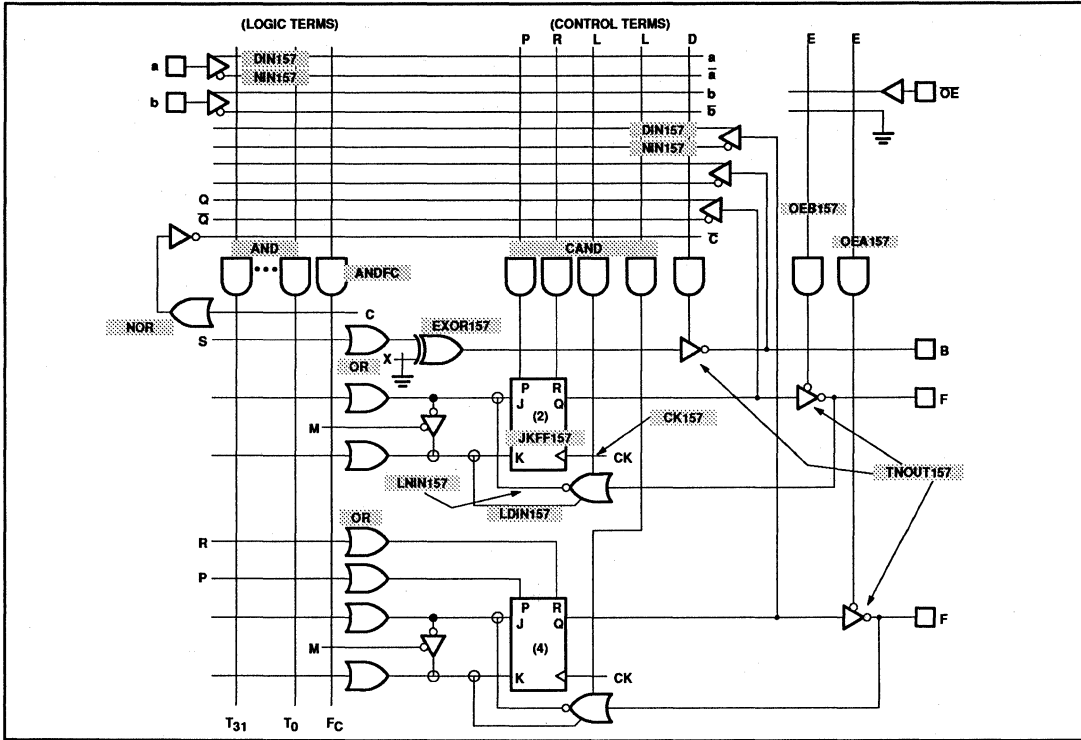 (LOGIC TERMS) (CONTROL TERMS)
P R L L D E E
a DIN157 a
NIN157 a̅
b b
b̅
O̅E̅
DIN157
NIN157
Q
Q̅
OEB157
C̅
OEA157
AND CAND
•••
ANDFC
NOR
C
S EXOR157
X
OR
B
P R
J Q
(2)
F
M
JKFF157
CK157
K CK
TNOUT157
LNIN157
LDIN157
OR
R
P
P R
J Q
F
M
(4)
K CK
T31 T0 FC